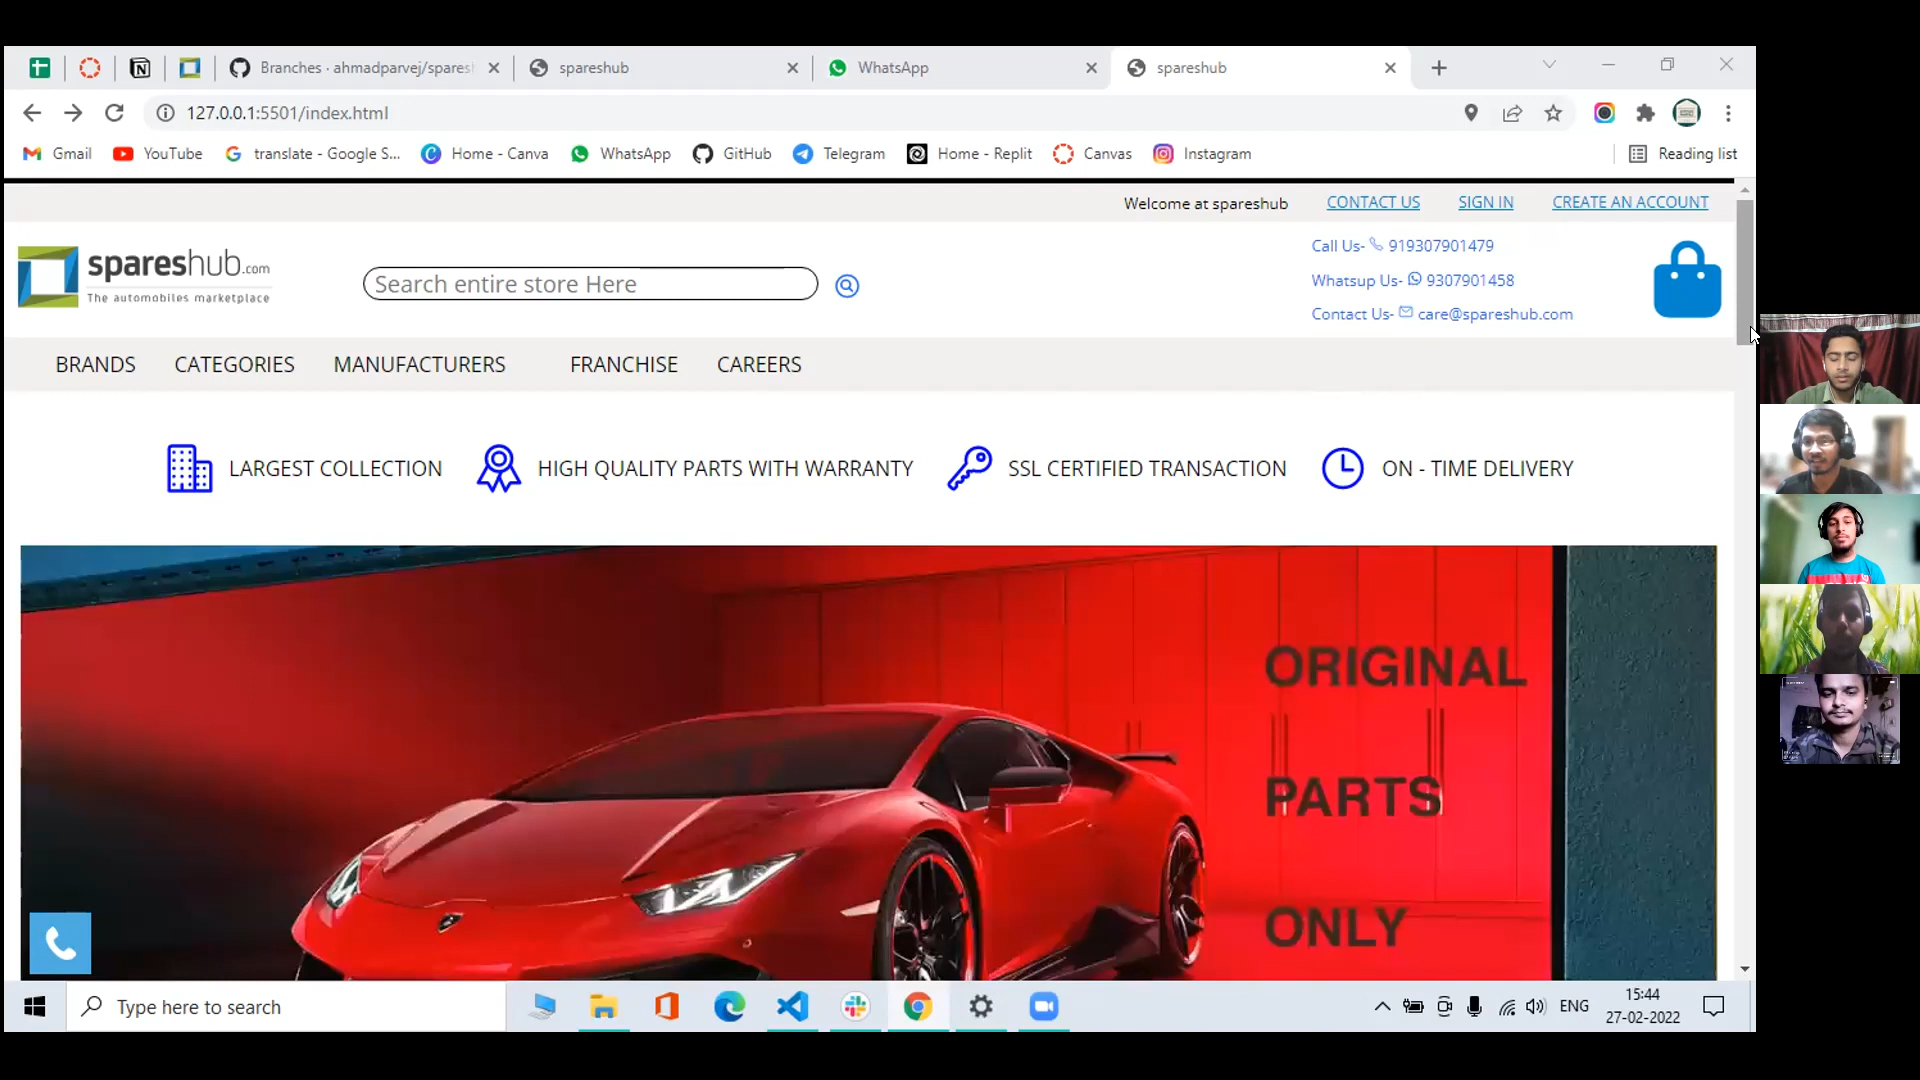 Branches · ahmadparvej/spares
spareshub
WhatsApp
spareshub
127.0.0.1:5501/index.html
Gmail
YouTube
translate - Google S...
Home - Canva
WhatsApp
GitHub
Telegram
Home - Replit
Canvas
Instagram
Reading list
Welcome at spareshub
CONTACT US
SIGN IN
CREATE AN ACCOUNT
spareshub.com
The automobiles marketplace
Search entire store Here
Call Us- 919307901479
Whatsup Us- 9307901458
Contact Us- care@spareshub.com
BRANDS
CATEGORIES
MANUFACTURERS
FRANCHISE
CAREERS
LARGEST COLLECTION
HIGH QUALITY PARTS WITH WARRANTY
SSL CERTIFIED TRANSACTION
ON - TIME DELIVERY
ORIGINAL
PARTS
ONLY
Type here to search
ENG
15:44
27-02-2022